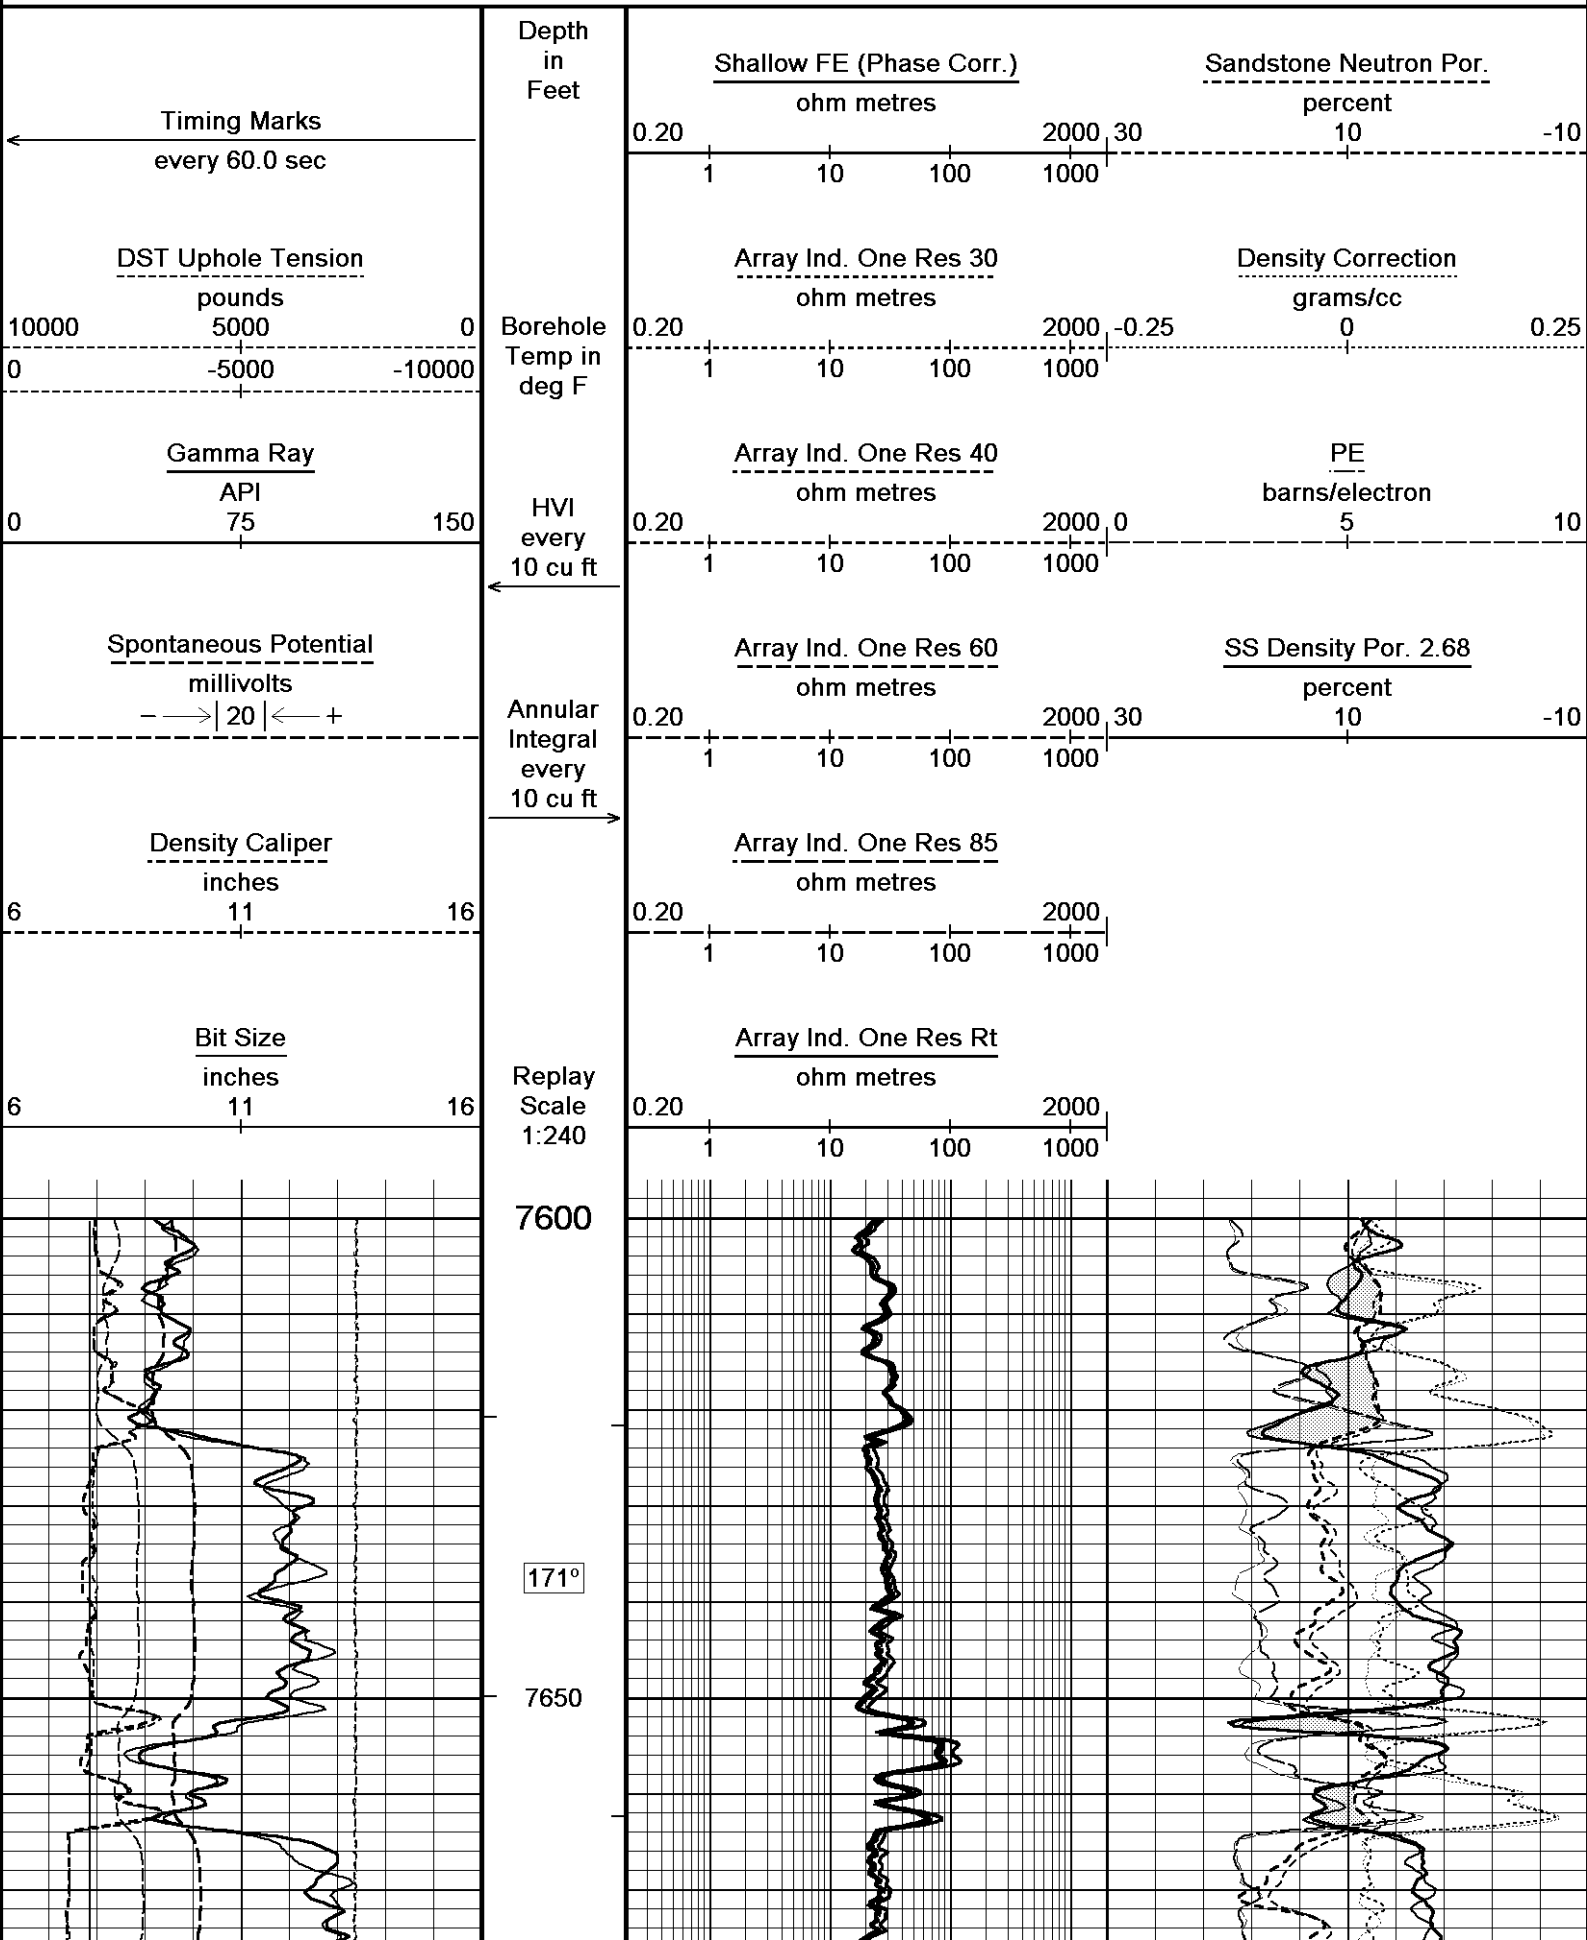 Timing Marks
every 60.0 sec
DST Uphole Tension
pounds
10000 5000 0
0 -5000 -10000
Gamma Ray
API
0 75 150
Spontaneous Potential
millivolts
− 20 +
Density Caliper
inches
6 11 16
Bit Size
inches
6 11 16
Depth
in
Feet
Borehole
Temp in
deg F
HVI
every
10 cu ft
Annular
Integral
every
10 cu ft
Replay
Scale
1:240
Shallow FE (Phase Corr.)
ohm metres
0.20 2000
1 10 100 1000
Array Ind. One Res 30
ohm metres
0.20 2000
1 10 100 1000
Array Ind. One Res 40
ohm metres
0.20 2000
1 10 100 1000
Array Ind. One Res 60
ohm metres
0.20 2000
1 10 100 1000
Array Ind. One Res 85
ohm metres
0.20 2000
1 10 100 1000
Array Ind. One Res Rt
ohm metres
0.20 2000
1 10 100 1000
Sandstone Neutron Por.
percent
30 10 -10
Density Correction
grams/cc
-0.25 0 0.25
PE
barns/electron
0 5 10
SS Density Por. 2.68
percent
30 10 -10
7600
171°
7650